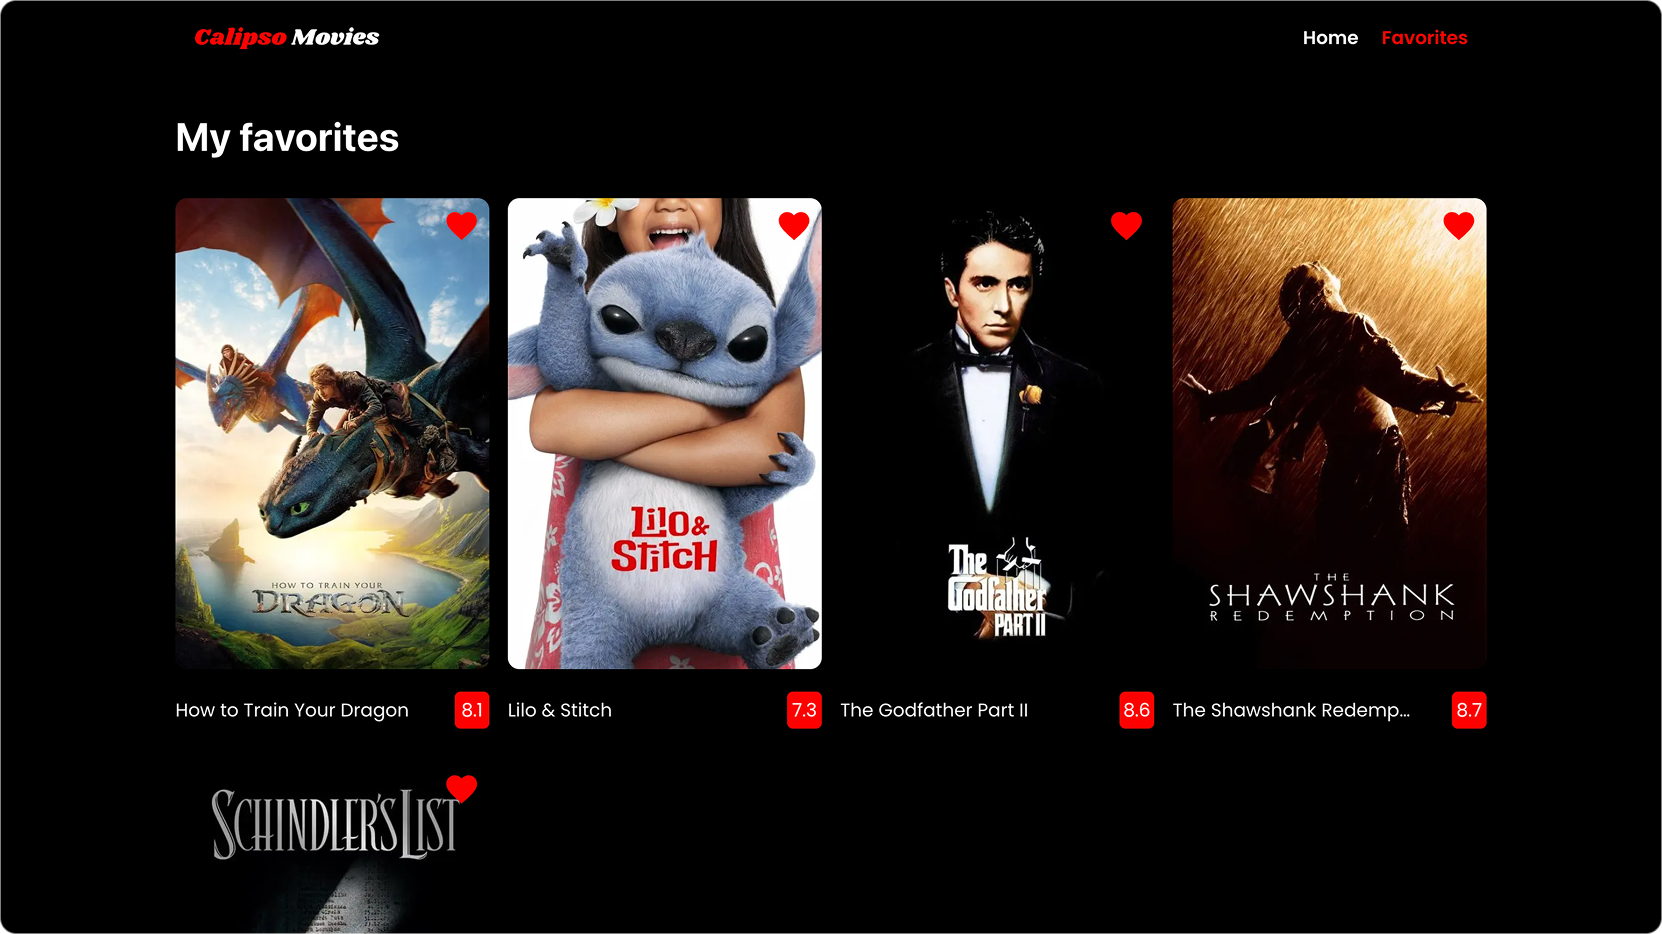 Calipso Movies
Home Favorites
My favorites
HOW TO TRAIN YOUR
DRAGON
LiLO &
STiTCH
The
Godfather
PART II
THE
SHAWSHANK
REDEMPTION
How to Train Your Dragon 8.1
Lilo & Stitch 7.3
The Godfather Part II 8.6
The Shawshank Redemp... 8.7
SCHINDLER'S LIST